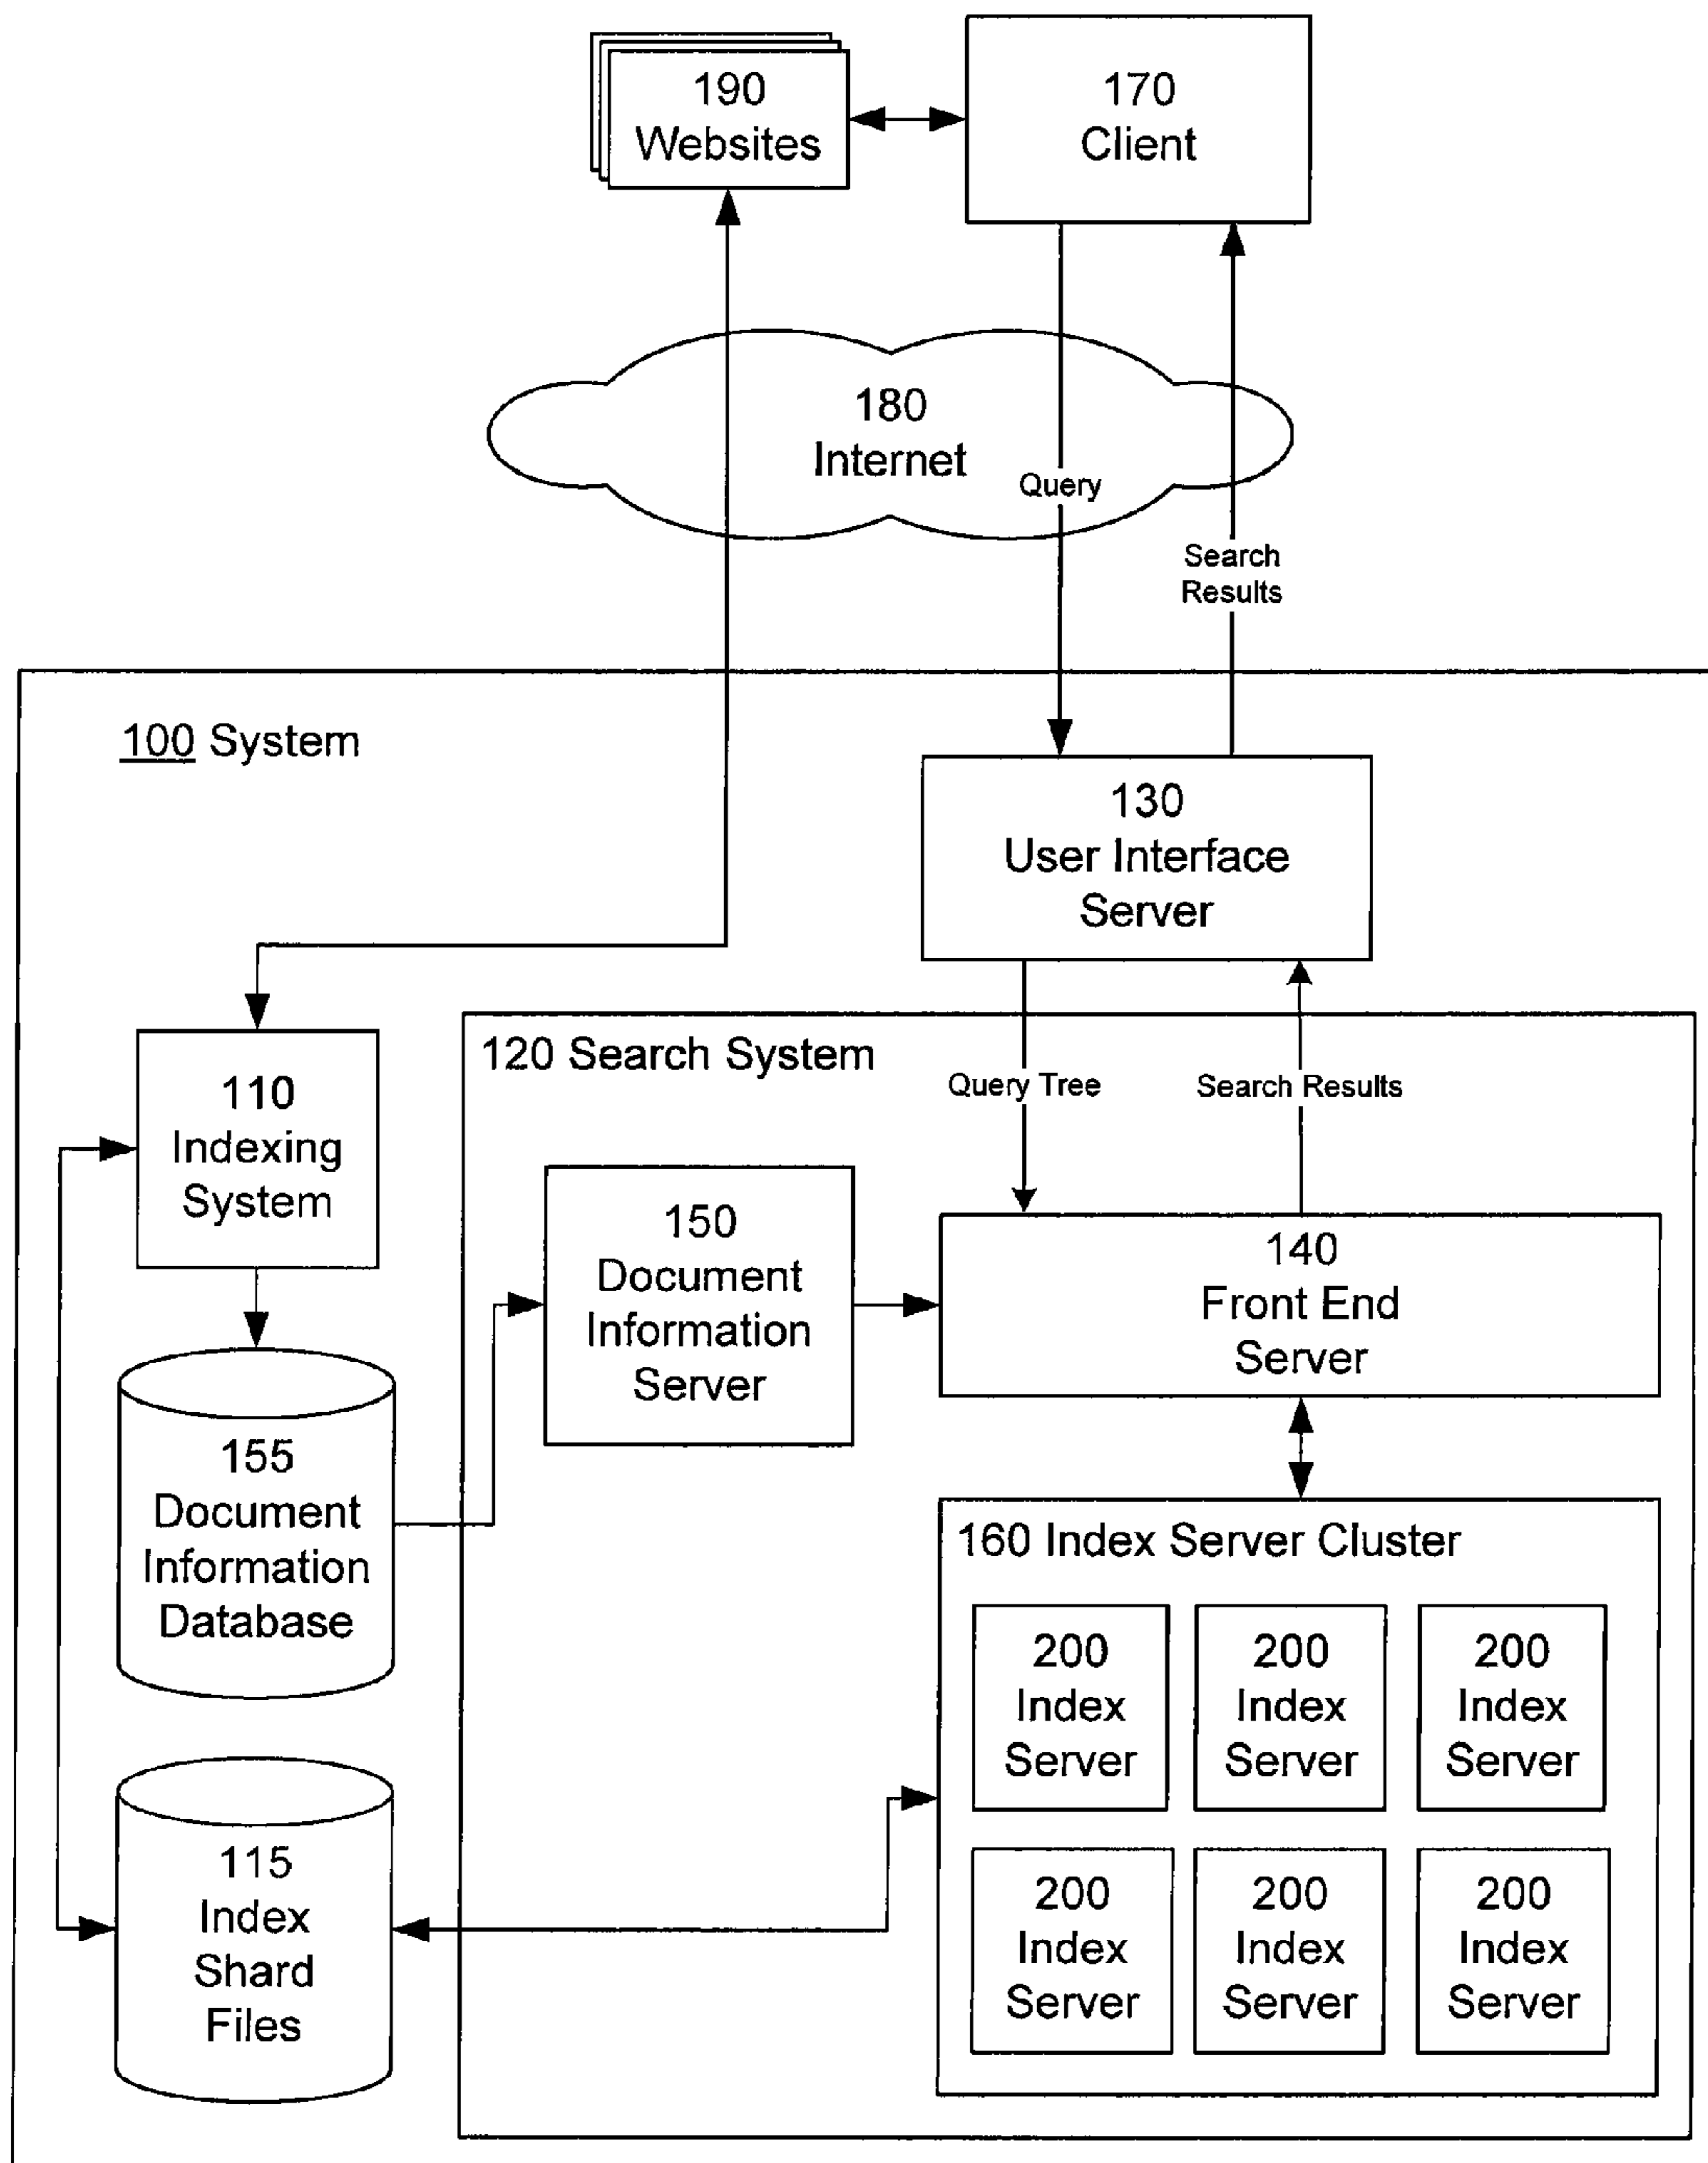 190
Websites
170
Client
180
Internet
Query
Search
Results
100 System
130
User Interface
Server
120 Search System
Query Tree
Search Results
110
Indexing
System
150
Document
Information
Server
140
Front End
Server
155
Document
Information
Database
160 Index Server Cluster
200
Index
Server
200
Index
Server
200
Index
Server
115
Index
Shard
Files
200
Index
Server
200
Index
Server
200
Index
Server